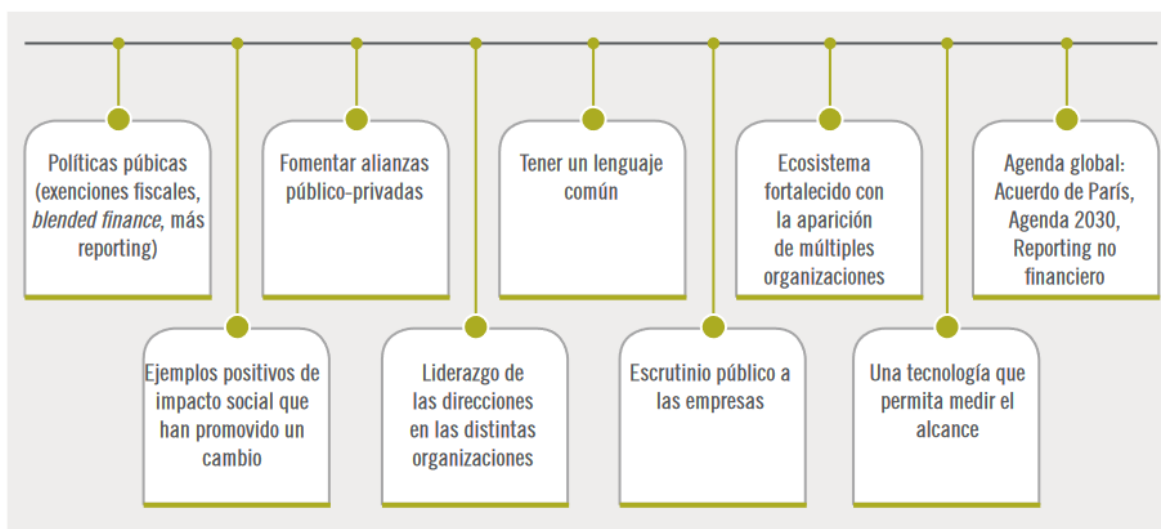 Políticas púbicas
(exenciones fiscales,
blended finance, más
reporting)
Ejemplos positivos de
impacto social que
han promovido un
cambio
Fomentar alianzas
público-privadas
Liderazgo de
las direcciones
en las distintas
organizaciones
Tener un lenguaje
común
Escrutinio público a
las empresas
Ecosistema
fortalecido con
la aparición
de múltiples
organizaciones
Una tecnología que
permita medir el
alcance
Agenda global:
Acuerdo de París,
Agenda 2030,
Reporting no
financiero